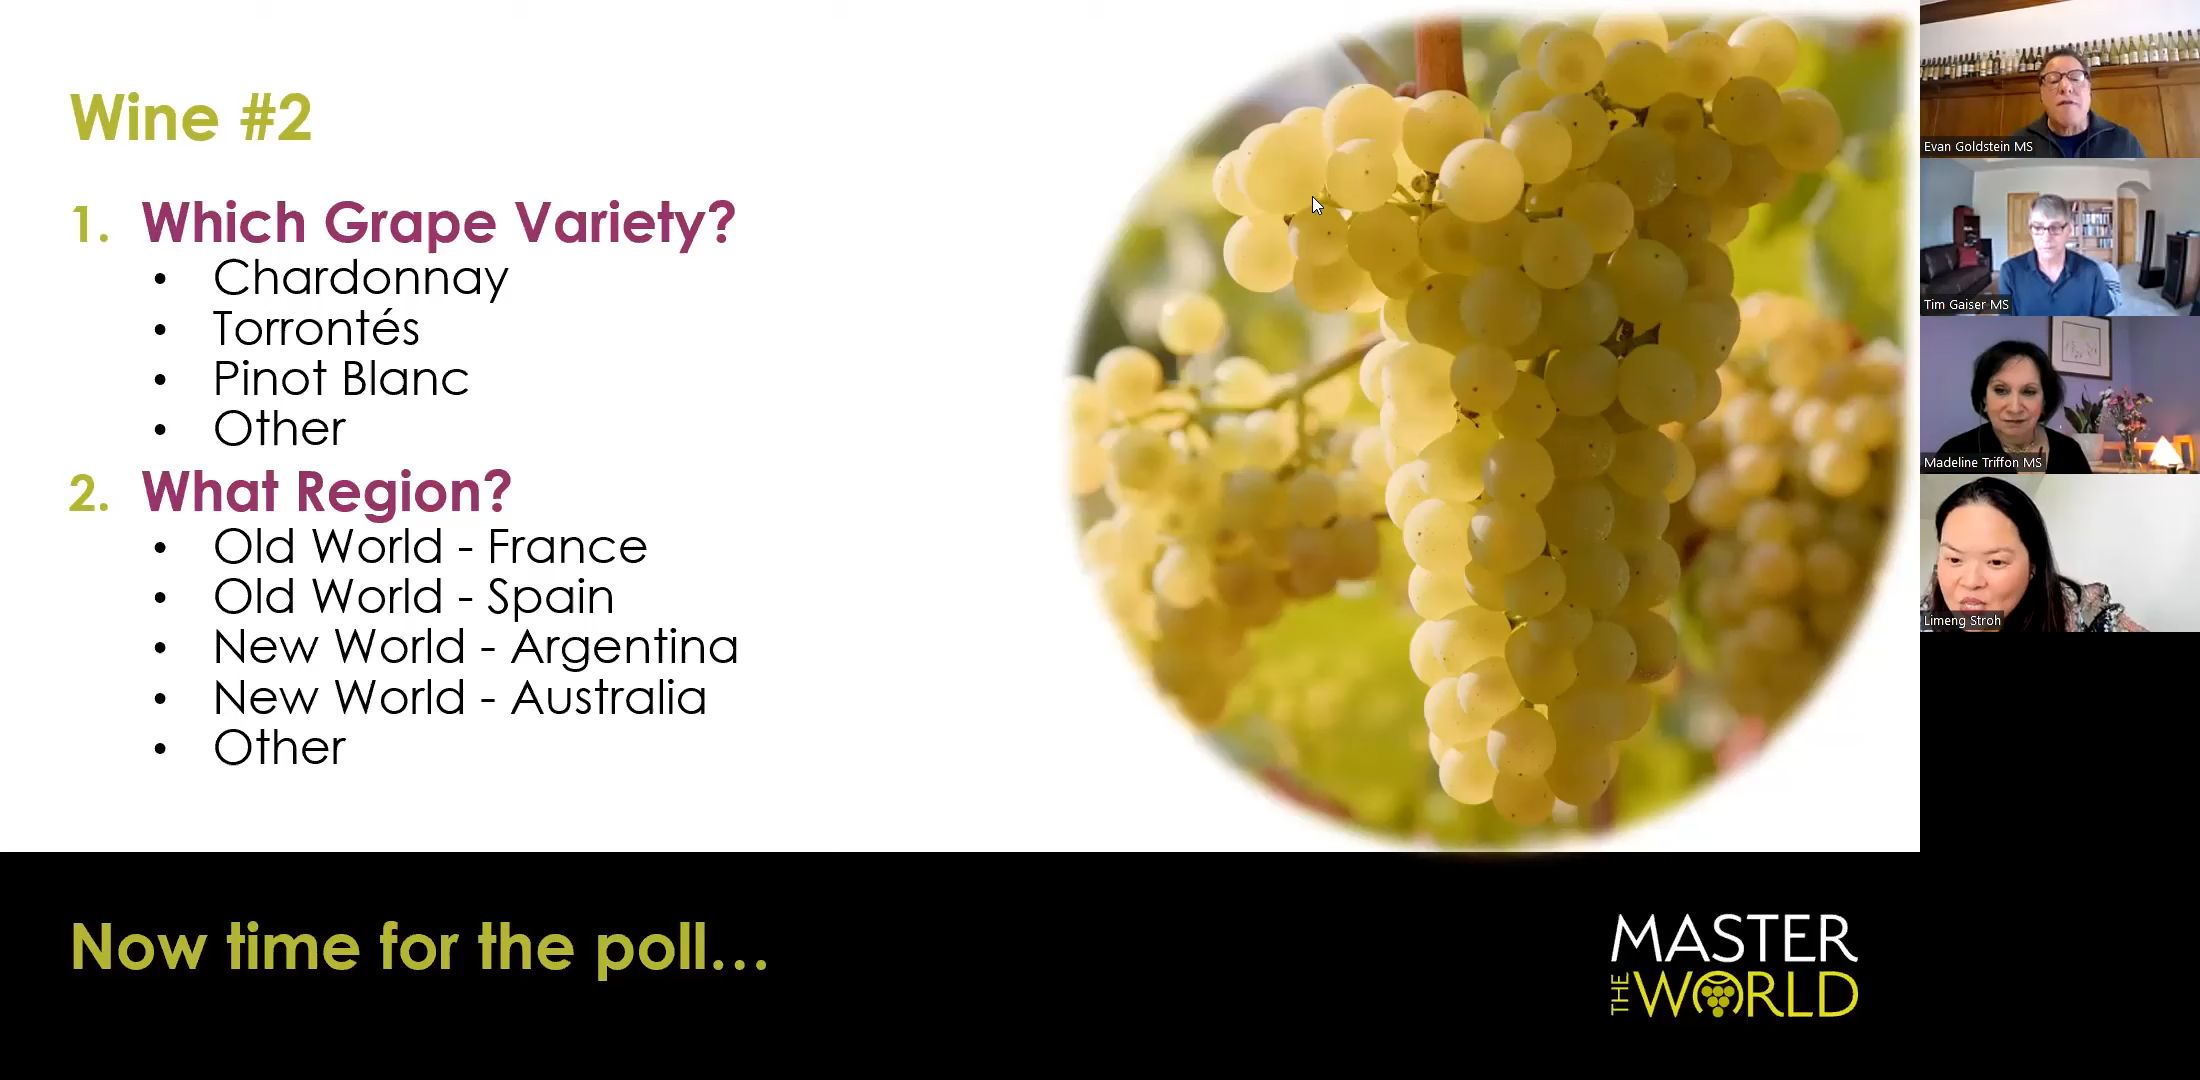 Wine #2
1. Which Grape Variety?
• Chardonnay
• Torrontés
• Pinot Blanc
• Other
2. What Region?
• Old World - France
• Old World - Spain
• New World - Argentina
• New World - Australia
• Other
Now time for the poll...
MASTER
THE WORLD
Evan Goldstein MS
Tim Gaiser MS
Madeline Triffon MS
Limeng Stroh